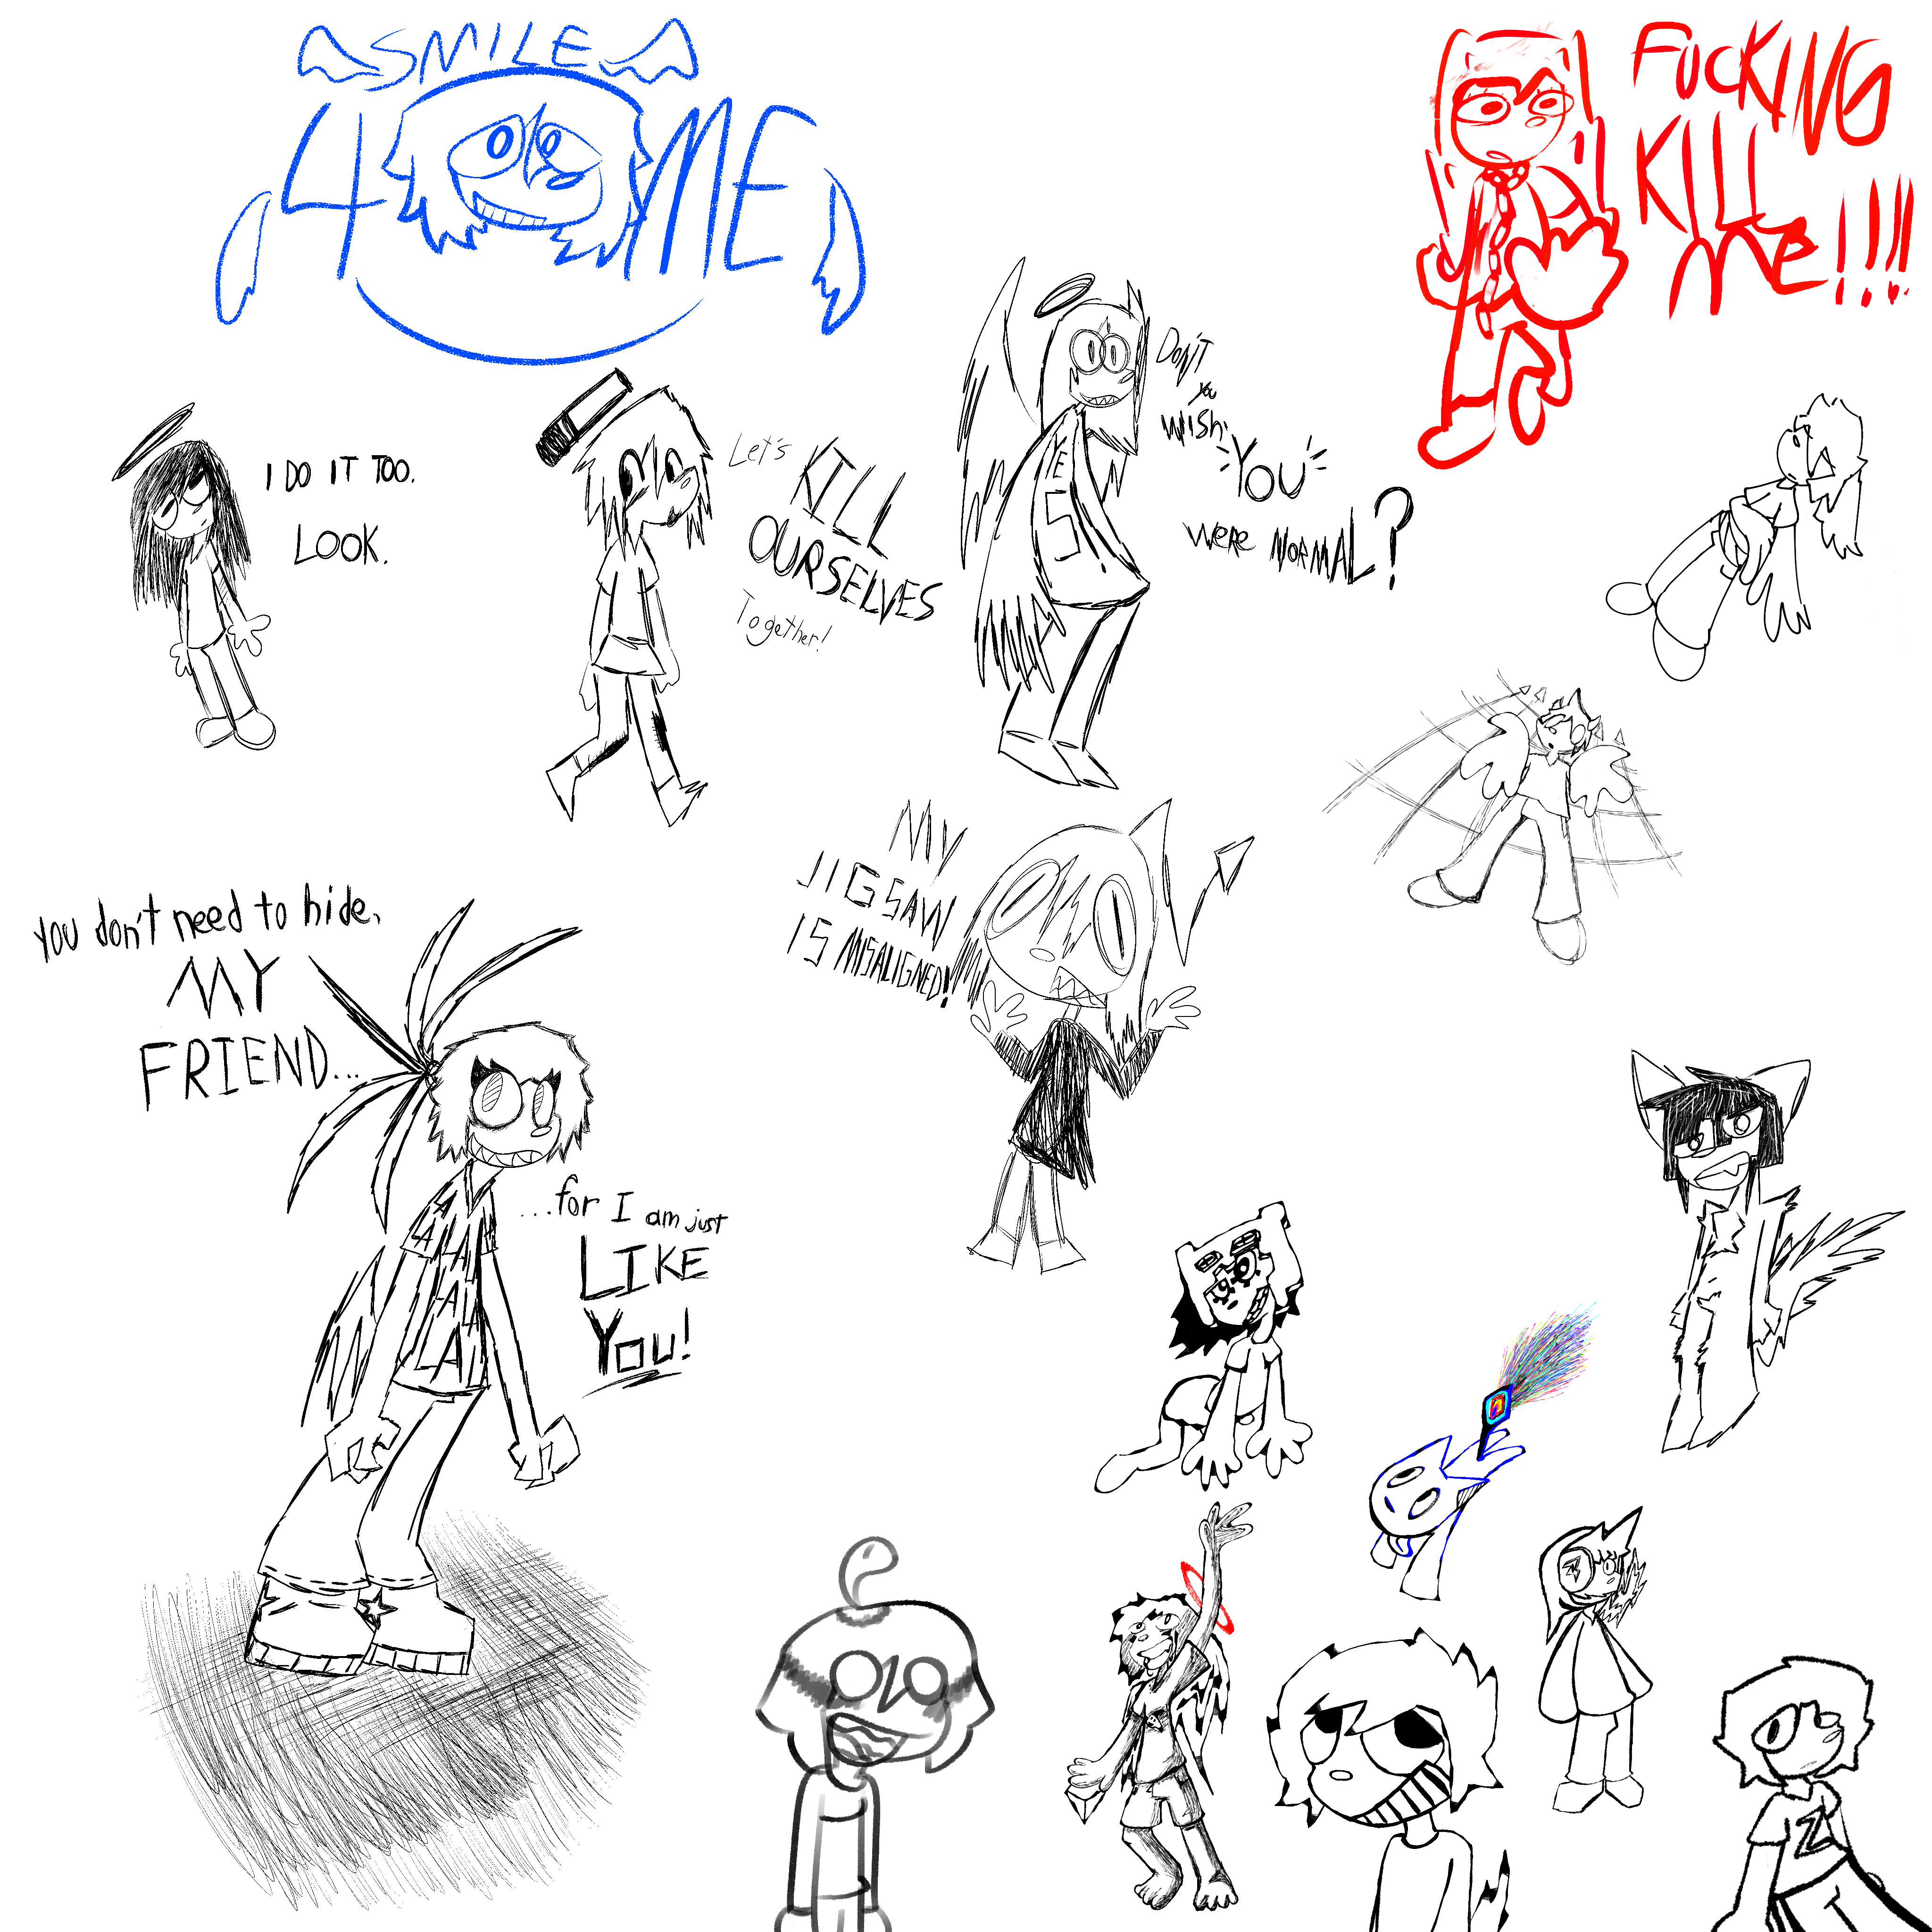 SMILE
4 ME
FUCKING
KILL
Me!!!!
I DO IT TOO.
LOOK.
Let's
KILL
OURSELVES
Together!
DON'T
you
WISH
YOU
were NORMAL?
YES!
MY
JIGSAW
IS MISALIGNED!
you don't need to hide,
MY
FRIEND...
...for I am just
LIKE
You!
Z